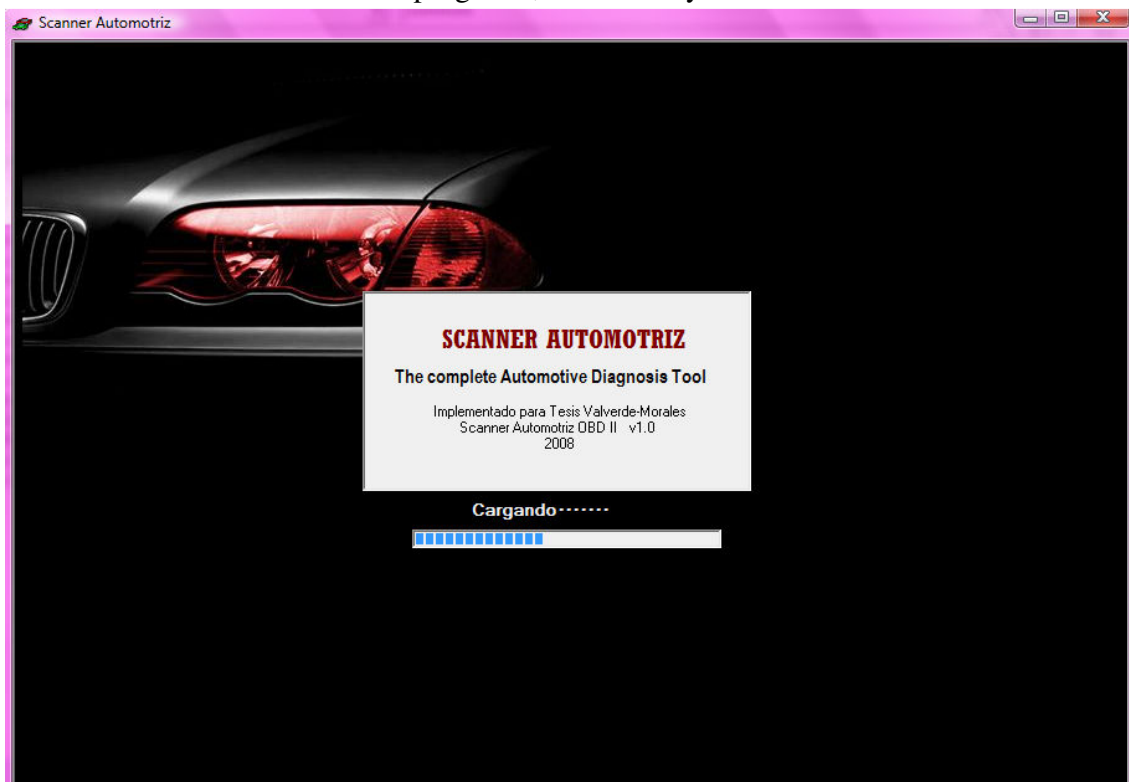 Scanner Automotriz
SCANNER AUTOMOTRIZ
The complete Automotive Diagnosis Tool
Implementado para Tesis Valverde-Morales
Scanner Automotriz OBD II v1.0
2008
Cargando·······